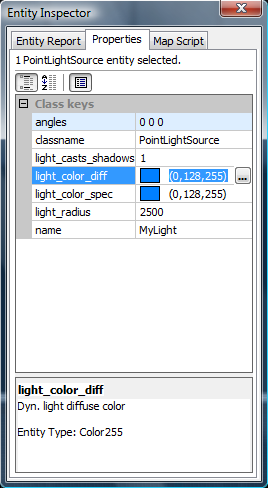 Entity Inspector
Entity Report Properties Map Script
1 PointLightSource entity selected.
Class keys
angles 0 0 0
classname PointLightSource
light_casts_shadows 1
light_color_diff (0,128,255) ...
light_color_spec (0,128,255)
light_radius 2500
name MyLight
light_color_diff
Dyn. light diffuse color
Entity Type: Color255